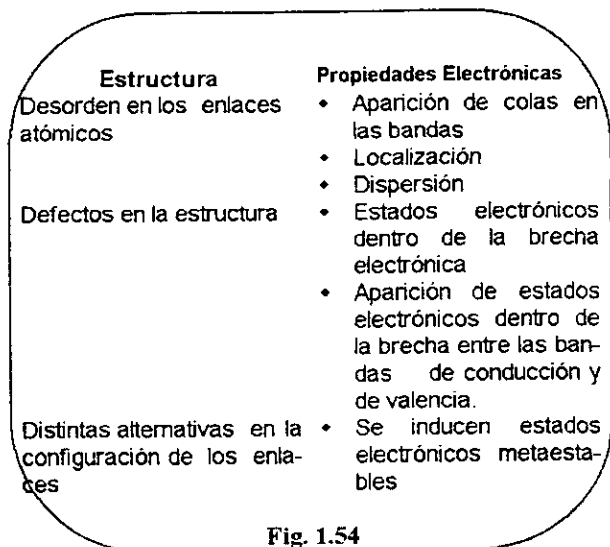 Estructura
Propiedades Electrónicas
Desorden en los enlaces
atómicos
• Aparición de colas en
las bandas
• Localización
• Dispersión
Defectos en la estructura
• Estados electrónicos
dentro de la brecha
electrónica
• Aparición de estados
electrónicos dentro de
la brecha entre las ban-
das de conducción y
de valencia.
Distintas alternativas en la
configuración de los enla-
ces
• Se inducen estados
electrónicos metaesta-
bles
Fig. 1.54